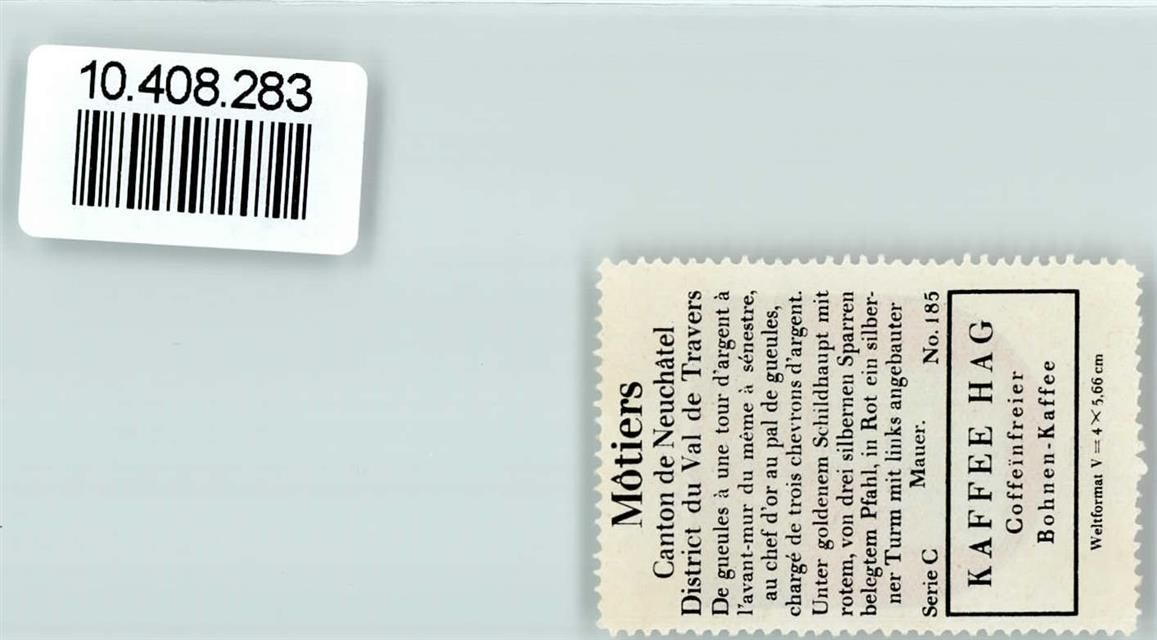 10.408.283
Môtiers
Canton de Neuchâtel
District du Val de Travers
De gueules à une tour d'argent à
l'avant-mur du même à sénestre,
au chef d'or au pal de gueules,
chargé de trois chevrons d'argent.
Unter goldenem Schildhaupt mit
rotem, von drei silbernen Sparren
belegtem Pfahl, in Rot ein silber-
ner Turm mit links angebauter
Serie C Mauer. No. 185
KAFFEE HAG
Coffeïnfreier
Bohnen-Kaffee
Weltformat V = 4 × 5,66 cm